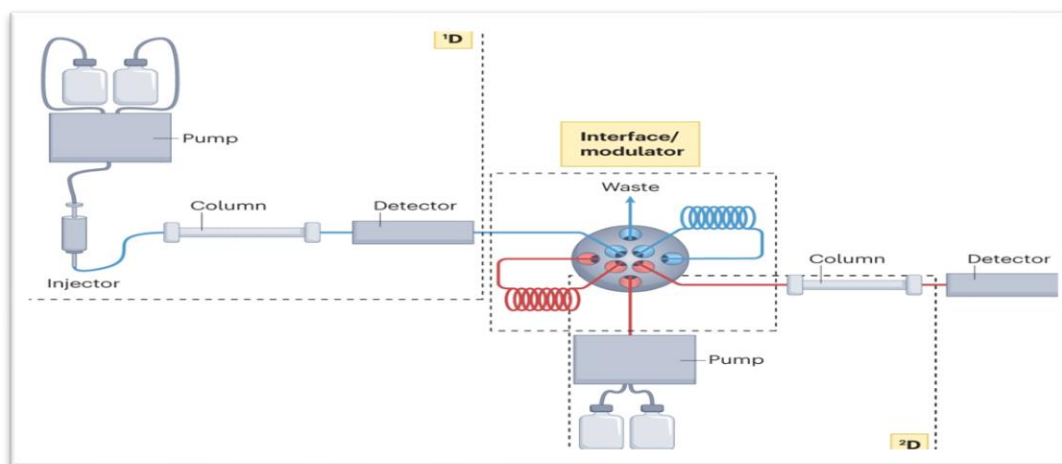 ¹D
Pump
Interface/
modulator
Waste
Column
Detector
Injector
Column
Detector
Pump
²D